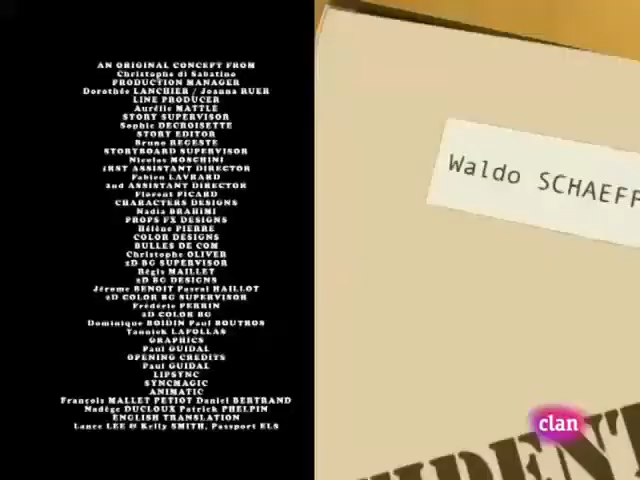 AN ORIGINAL CONCEPT FROM
Christophe di Sabatino
PRODUCTION MANAGER
Dorothée LANCHIER / Joanna RUER
LINE PRODUCER
Aurélie MATTLE
STORY SUPERVISOR
Sophie DECROISETTE
STORY EDITOR
Bruno REGESTE
STORYBOARD SUPERVISOR
Nicolas MOSCHINI
1RST ASSISTANT DIRECTOR
Fabien LAVRARD
2nd ASSISTANT DIRECTOR
Florent PICARD
CHARACTERS DESIGNS
Nadia BRAHIMI
PROPS FX DESIGNS
Hélène PIERRE
COLOR DESIGNS
BULLES DE COM
Christophe OLIVER
2D BG SUPERVISOR
Régis MAILLET
2D BG DESIGNS
Jérome BENOIT Pascal HAILLOT
2D COLOR BG SUPERVISOR
Frédéric PERRIN
2D COLOR BG
Dominique BOIDIN Paul BOUTROS
Yannick LAFOLLAS
GRAPHICS
Paul GUIDAL
OPENING CREDITS
Paul GUIDAL
LIPSYNC
SYNCMAGIC
ANIMATIC
François MALLET PETIOT Daniel BERTRAND
Nadège DUCLOUX Patrick PHELPIN
ENGLISH TRANSLATION
Lance LEE & Kelly SMITH, Passport ELS
Waldo SCHAEFF
IDENT
clan